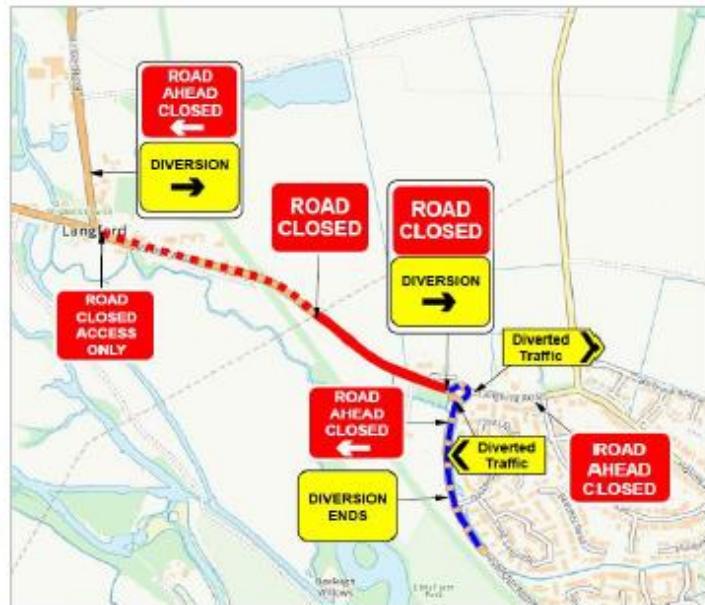 ROAD
AHEAD
CLOSED
DIVERSION
Langford
ROAD
CLOSED
ROAD
CLOSED
DIVERSION
ROAD
CLOSED
ACCESS
ONLY
Diverted
Traffic
ROAD
AHEAD
CLOSED
Diverted
Traffic
ROAD
AHEAD
CLOSED
DIVERSION
ENDS